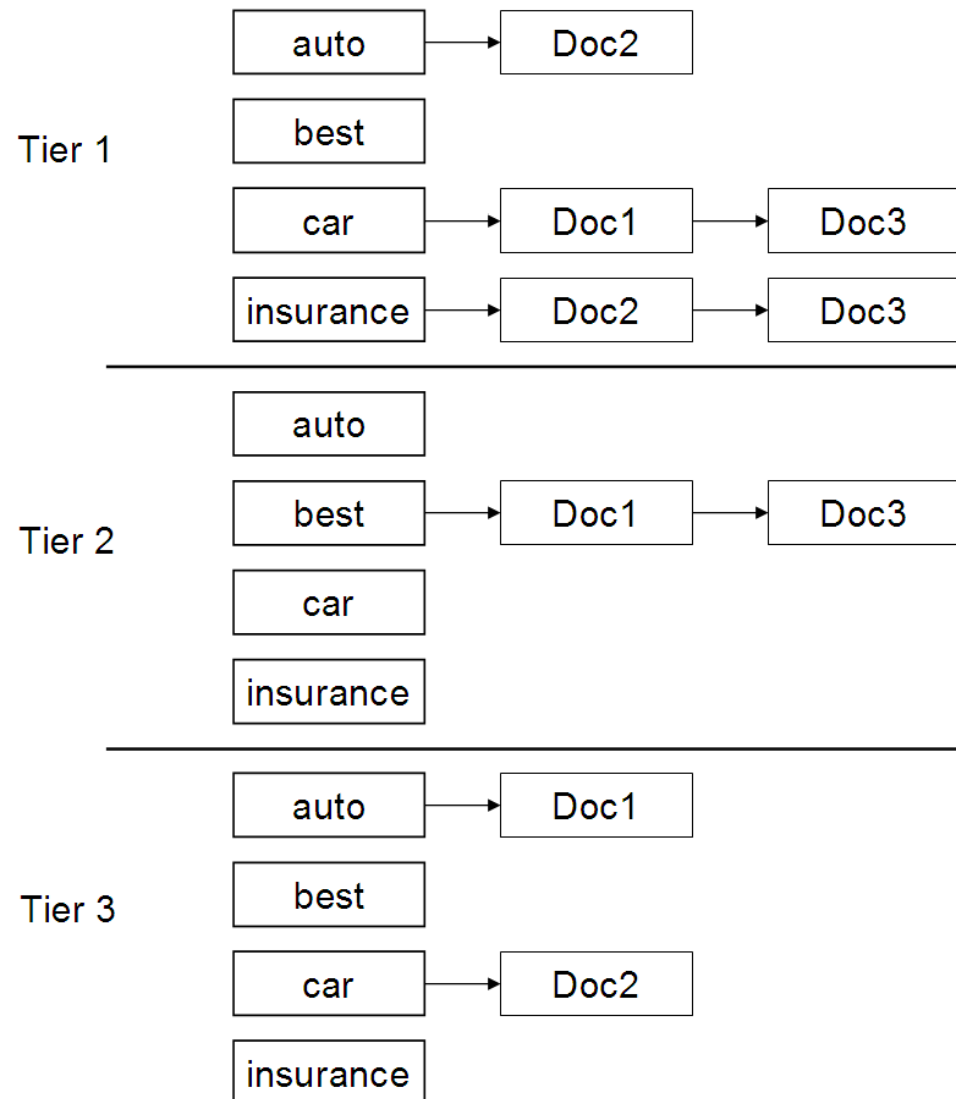 auto Doc2
Tier 1
best
car Doc1 Doc3
insurance Doc2 Doc3
auto
Tier 2
best Doc1 Doc3
car
insurance
auto Doc1
Tier 3
best
car Doc2
insurance